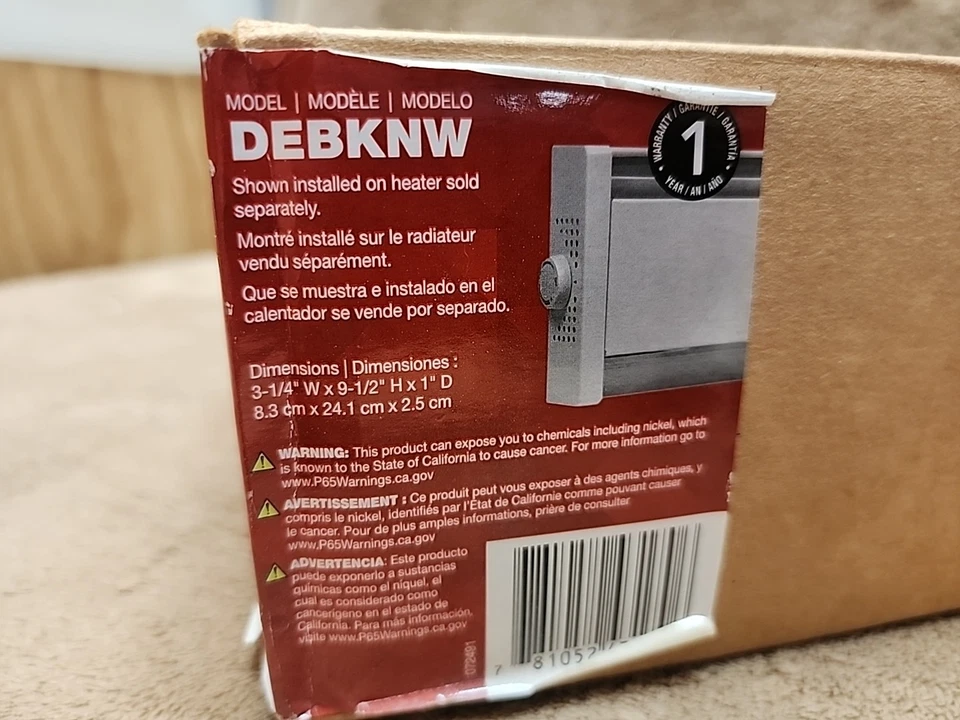 MODEL | MODÈLE | MODELO
DEBKNW
Shown installed on heater sold
separately.
Montré installé sur le radiateur
vendu séparément.
Que se muestra e instalado en el
calentador se vende por separado.
WARRANTY / GARANTIE / GARANTÍA
1
YEAR / AN / AÑO
Dimensions | Dimensiones :
3-1/4" W x 9-1/2" H x 1" D
8.3 cm x 24.1 cm x 2.5 cm
WARNING: This product can expose you to chemicals including nickel, which
is known to the State of California to cause cancer. For more information go to
www.P65Warnings.ca.gov
AVERTISSEMENT : Ce produit peut vous exposer à des agents chimiques, y
compris le nickel, identifiés par l'État de Californie comme pouvant causer
le cancer. Pour de plus amples informations, prière de consulter
www.P65Warnings.ca.gov
ADVERTENCIA: Este producto
puede exponerlo a sustancias
químicas como el níquel, el
cual es considerado como
cancerígeno en el estado de
California. Para más información,
visite www.P65Warnings.ca.gov
072491
7 81052